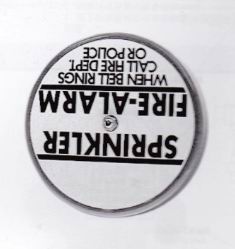 SPRINKLER
FIRE-ALARM
WHEN BELL RINGS
CALL FIRE DEPT.
OR POLICE